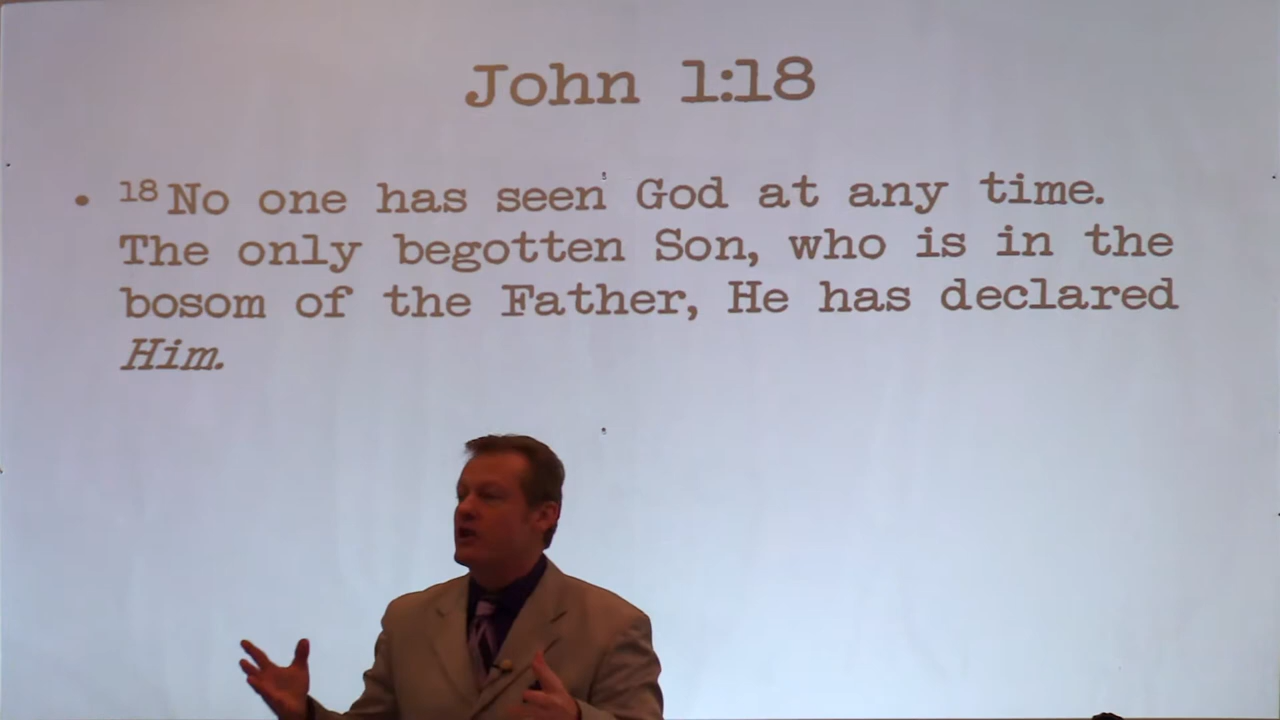 John 1:18
• 18 No one has seen God at any time.
The only begotten Son, who is in the
bosom of the Father, He has declared
Him.